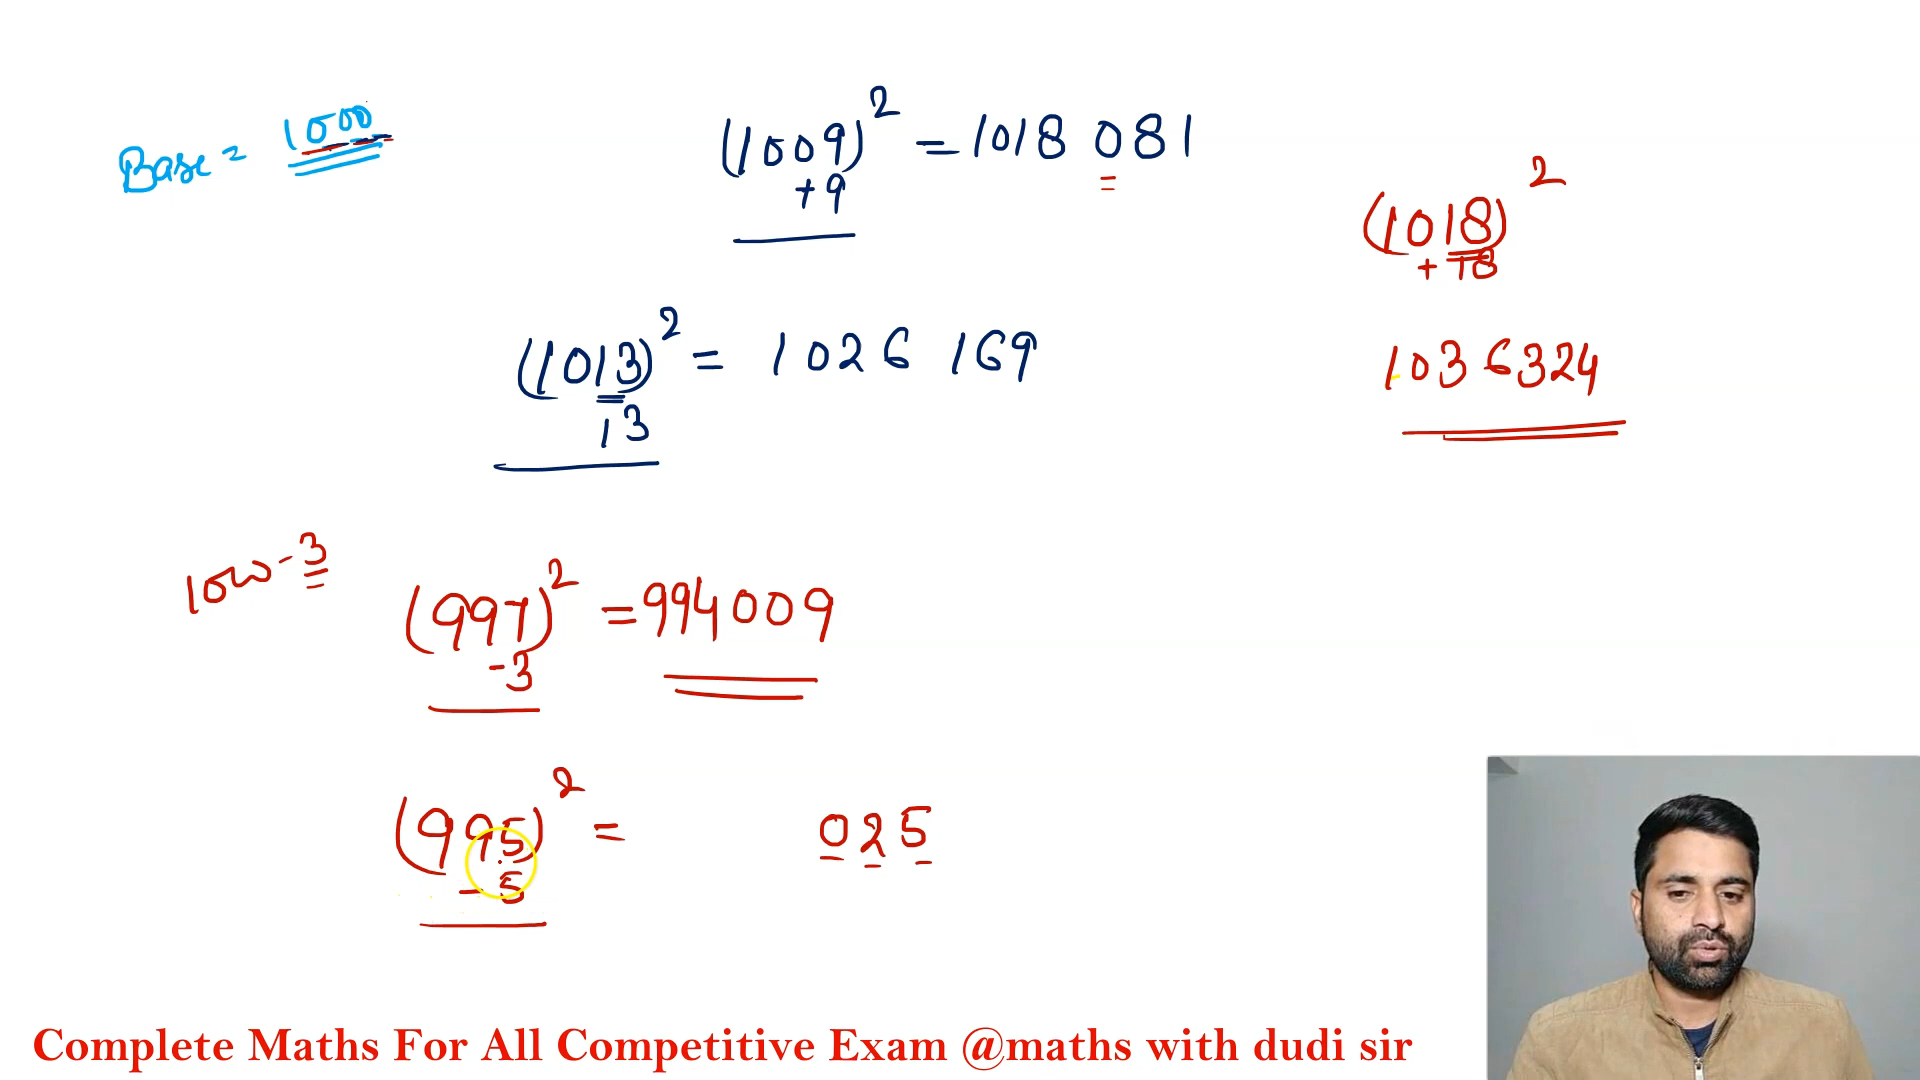 Base = 1000
(1009)² = 1018 081
+9
(1018)²
+18
1036324
(1013)² = 1026 169
13
1000-3
(997)² = 994009
-3
(995)² = 025
-5
Complete Maths For All Competitive Exam @maths with dudi sir